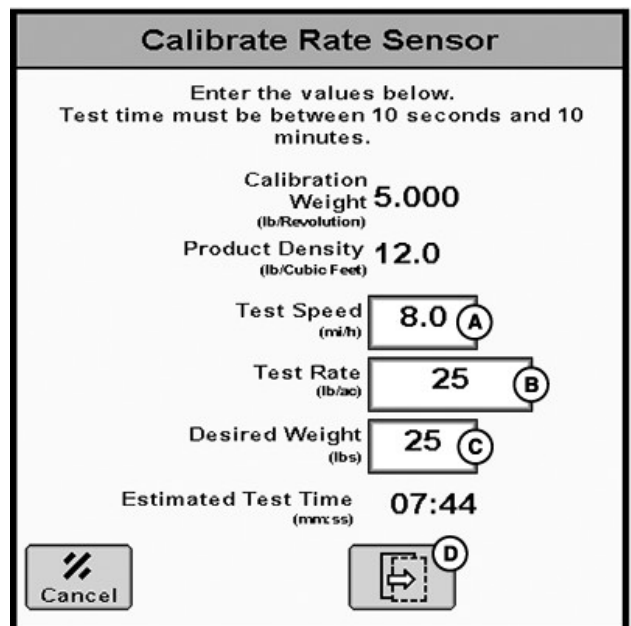 Calibrate Rate Sensor
Enter the values below.
Test time must be between 10 seconds and 10
minutes.
Calibration
Weight 5.000
(lb/Revolution)
Product Density 12.0
(lb/Cubic Feet)
Test Speed 8.0 A
(mi/h)
Test Rate 25 B
(lb/ac)
Desired Weight 25 C
(lbs)
Estimated Test Time 07:44
(mm:ss)
D
Cancel